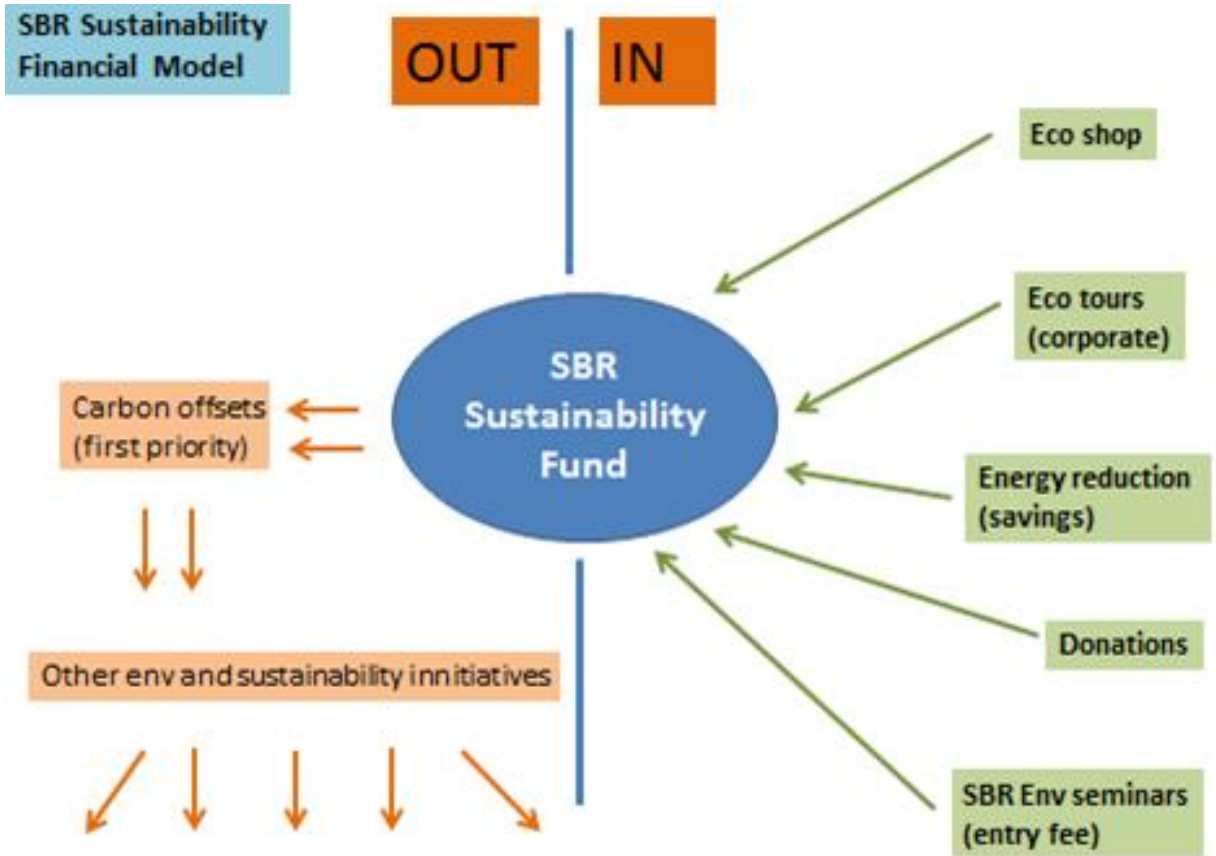 SBR Sustainability
Financial Model
OUT
IN
Eco shop
Eco tours
(corporate)
SBR
Sustainability
Fund
Carbon offsets
(first priority)
Energy reduction
(savings)
Other env and sustainability innitiatives
Donations
SBR Env seminars
(entry fee)